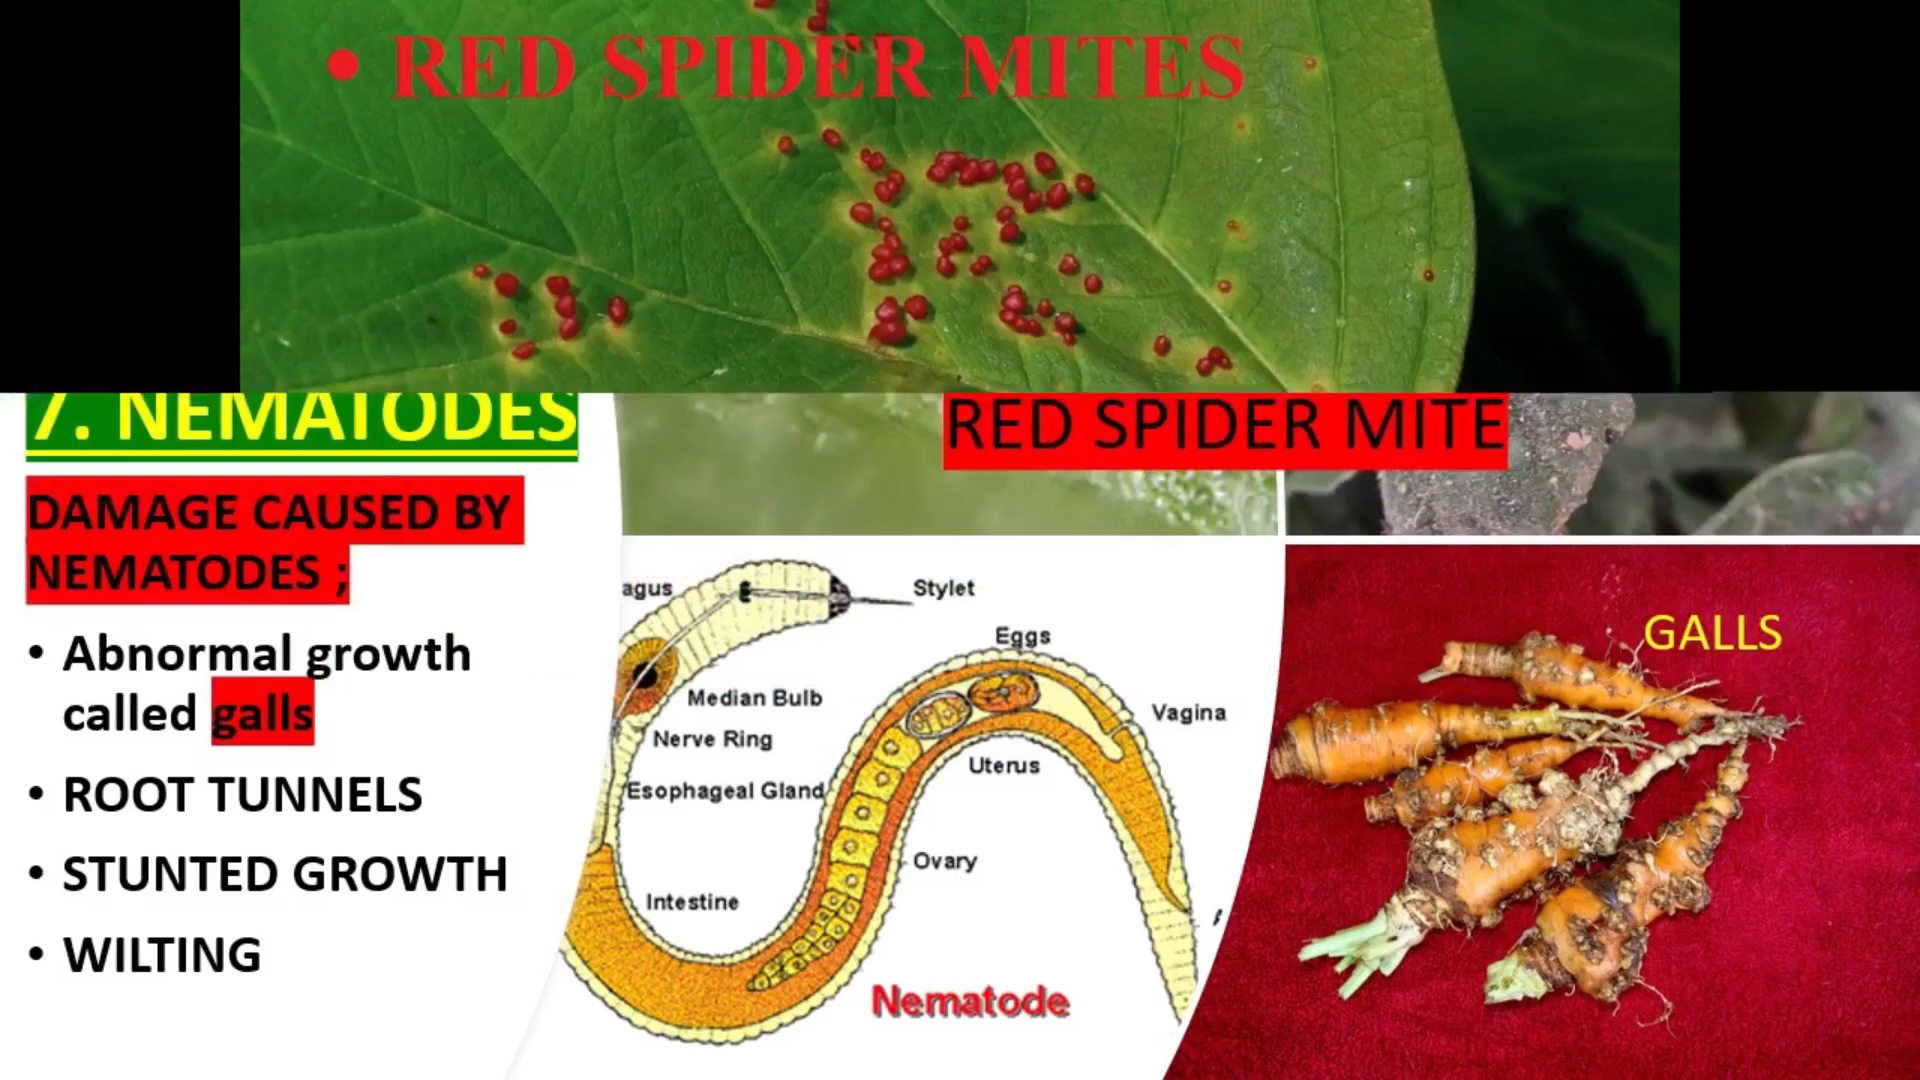 • RED SPIDER MITES
7. NEMATODES
RED SPIDER MITE
DAMAGE CAUSED BY
NEMATODES ;
• Abnormal growth
called galls
• ROOT TUNNELS
• STUNTED GROWTH
• WILTING
agus
Stylet
Eggs
Median Bulb
Vagina
Nerve Ring
Uterus
Esophageal Gland
Ovary
Intestine
Nematode
GALLS